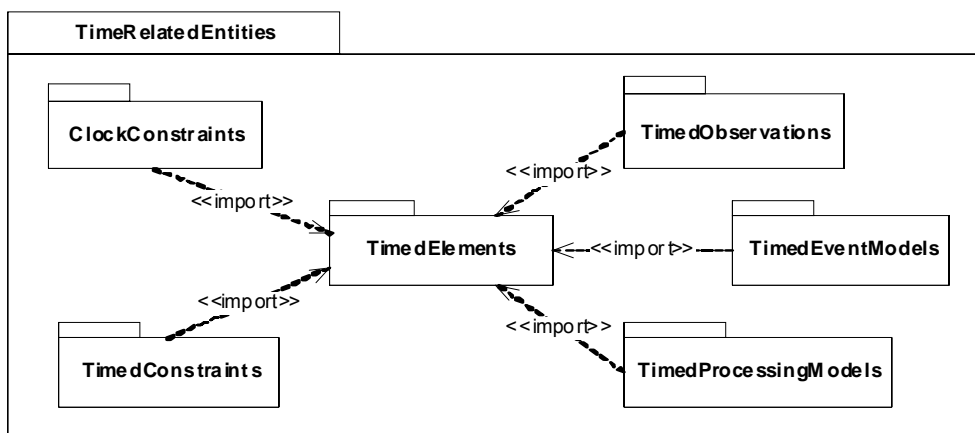 TimeRelatedEntities
ClockConstraints
TimedObservations
<<import>>
<<import>>
TimedElements
<<import>>
TimedEventModels
<<import>>
<<import>>
TimedConstraints
TimedProcessingModels